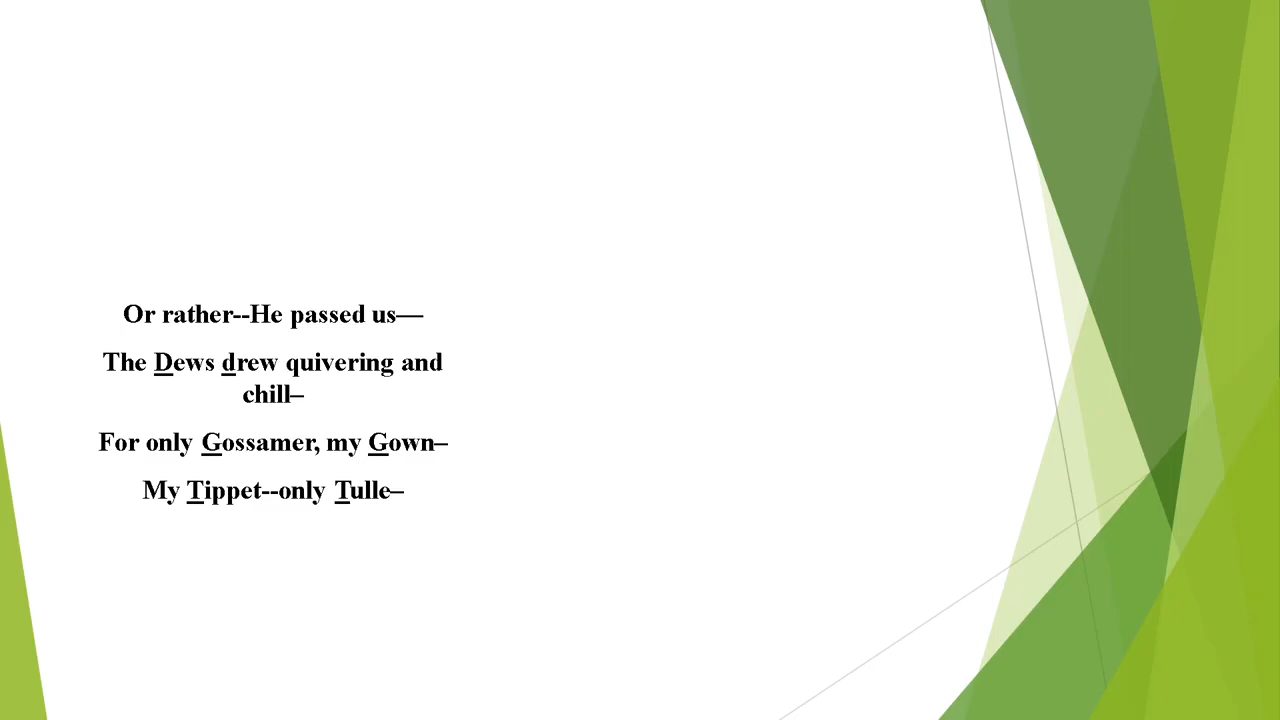 Or rather--He passed us—
The Dews drew quivering and
chill–
For only Gossamer, my Gown–
My Tippet--only Tulle–